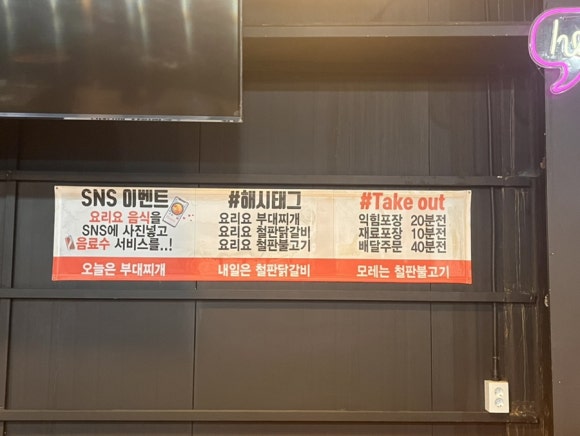 SNS 이벤트
요리요 음식을
SNS에 사진넣고
음료수 서비스를..!
오늘은 부대찌개
#해시태그
요리요 부대찌개
요리요 철판닭갈비
요리요 철판불고기
내일은 철판닭갈비
#Take out
익힘포장 20분전
재료포장 10분전
배달주문 40분전
모레는 철판불고기